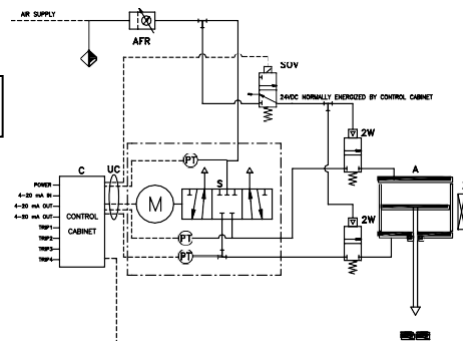 AIR SUPPLY
AFR
SOV
24VDC NORMALLY ENERGIZED BY CONTROL CABINET
2W
PT
C
UC
S
A
POWER
4-20 mA IN
4-20 mA OUT
4-20 mA OUT
TRIP1
TRIP2
TRIP3
TRIP4
CONTROL
CABINET
M
PT
PT
2W